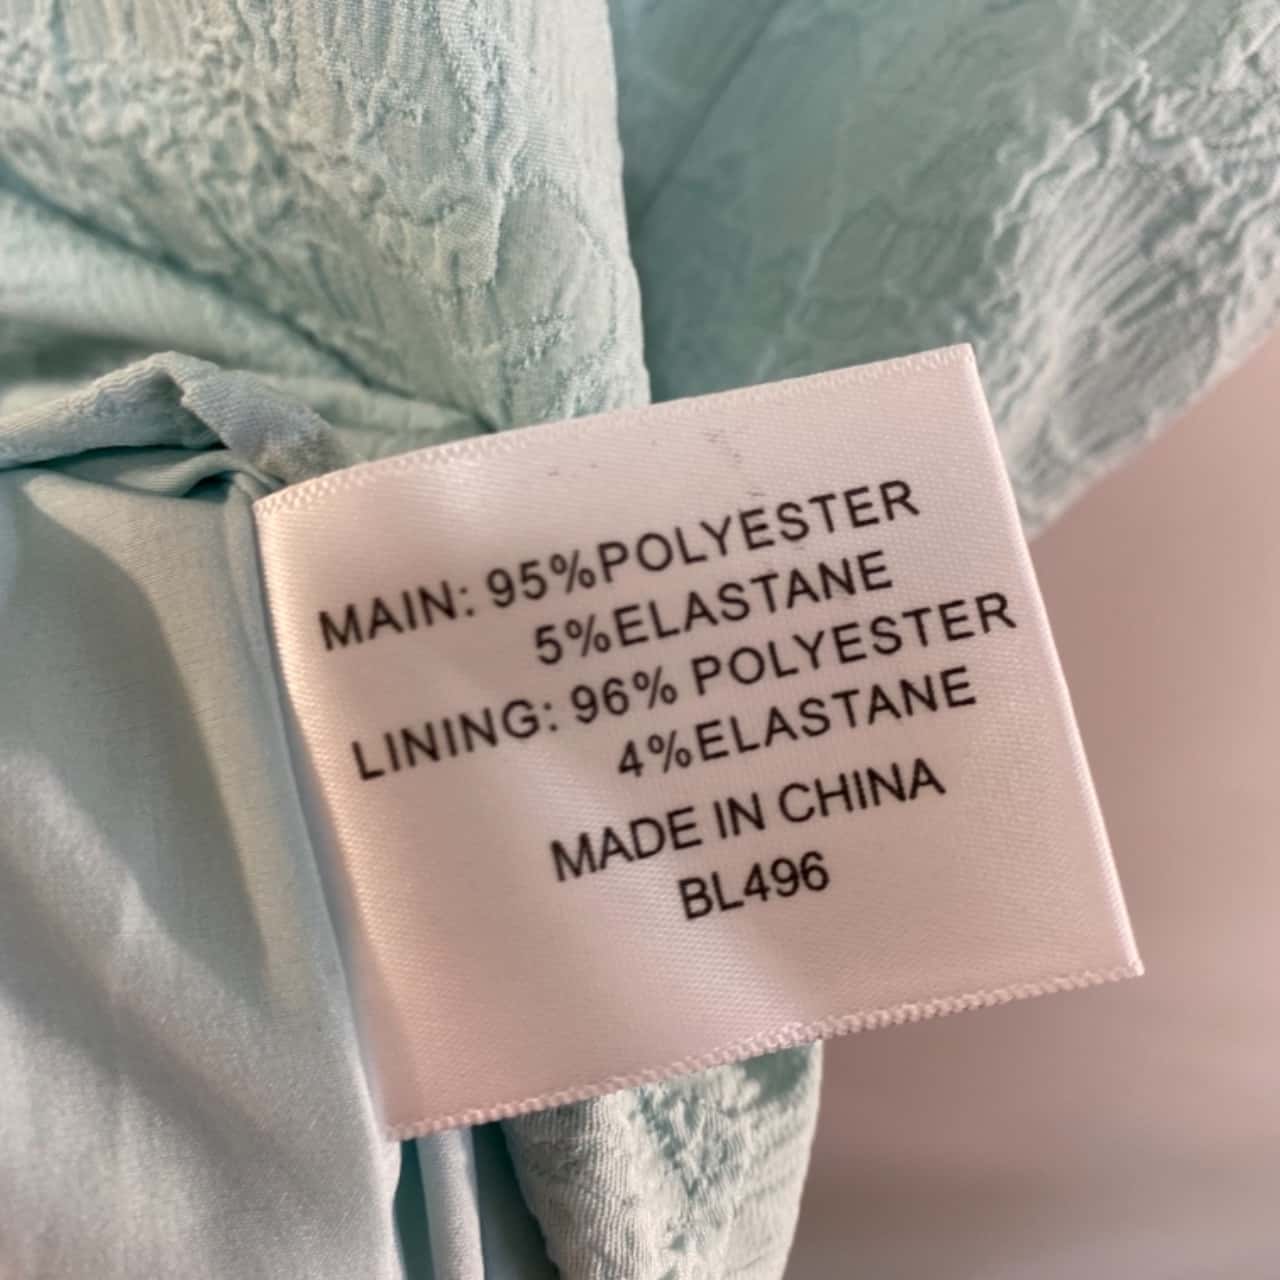 MAIN: 95%POLYESTER
5%ELASTANE
LINING: 96% POLYESTER
4%ELASTANE
MADE IN CHINA
BL496